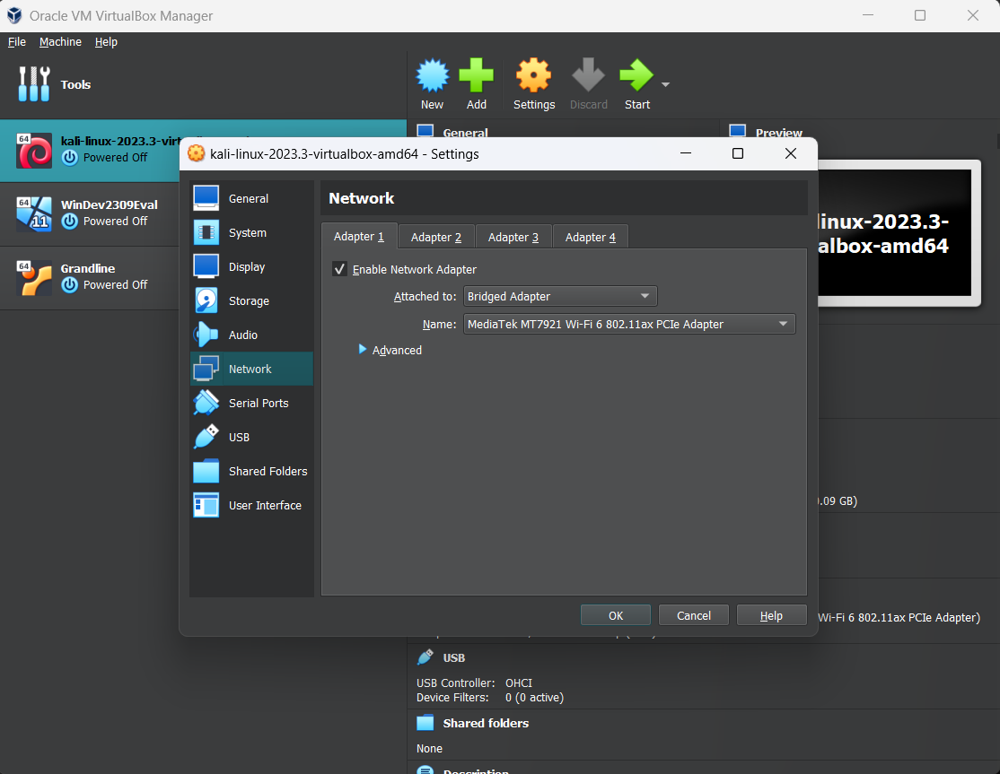 Oracle VM VirtualBox Manager
File Machine Help
Tools
New Add Settings Discard Start
64
kali-linux-2023.3-virt
Powered Off
64
11
WinDev2309Eval
Powered Off
64
Grandline
Powered Off
General
Preview
linux-2023.3-
albox-amd64
kali-linux-2023.3-virtualbox-amd64 - Settings
General
System
Display
Storage
Audio
Network
Serial Ports
USB
Shared Folders
User Interface
Network
Adapter 1 Adapter 2 Adapter 3 Adapter 4
Enable Network Adapter
Attached to: Bridged Adapter
Name: MediaTek MT7921 Wi-Fi 6 802.11ax PCIe Adapter
Advanced
OK Cancel Help
.09 GB)
Wi-Fi 6 802.11ax PCIe Adapter)
USB
USB Controller: OHCI
Device Filters: 0 (0 active)
Shared folders
None
Description